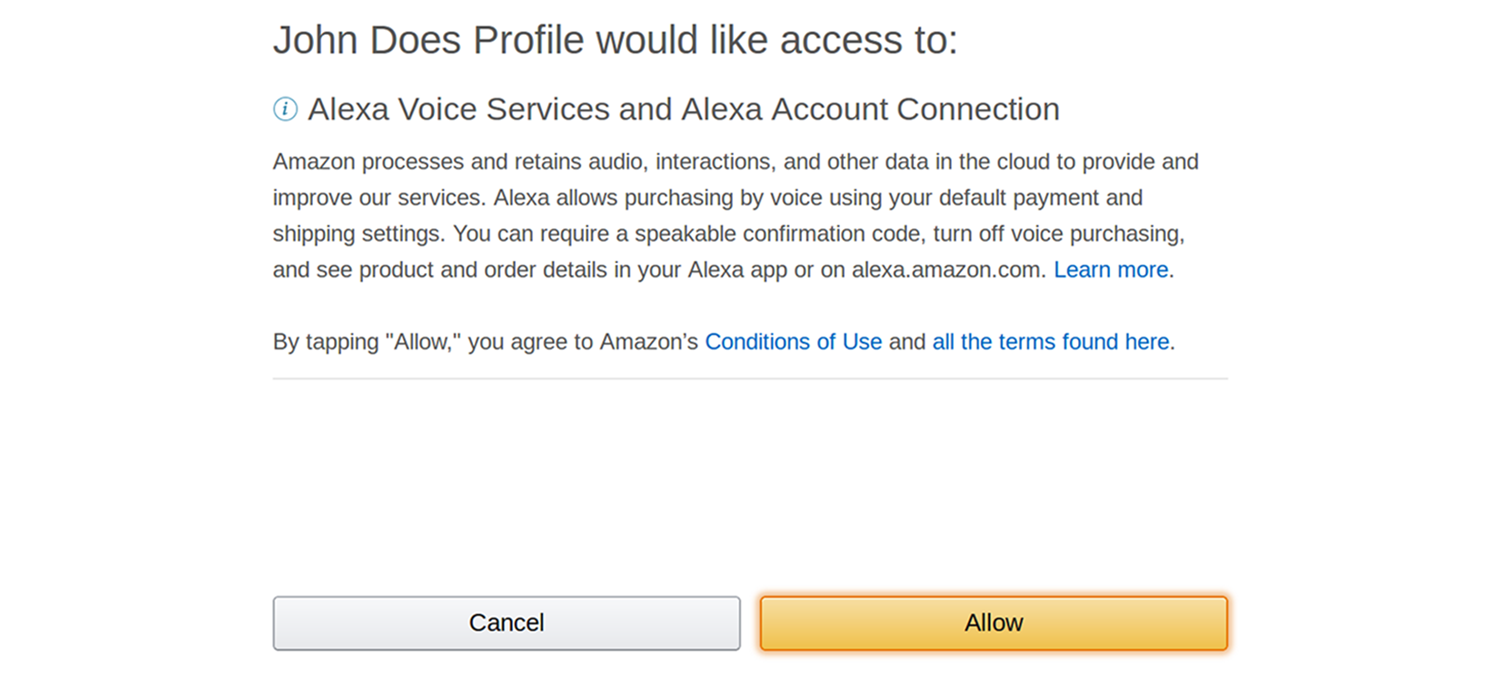 John Does Profile would like access to:
Alexa Voice Services and Alexa Account Connection
Amazon processes and retains audio, interactions, and other data in the cloud to provide and
improve our services. Alexa allows purchasing by voice using your default payment and
shipping settings. You can require a speakable confirmation code, turn off voice purchasing,
and see product and order details in your Alexa app or on alexa.amazon.com. Learn more.
By tapping "Allow," you agree to Amazon’s Conditions of Use and all the terms found here.
Cancel
Allow